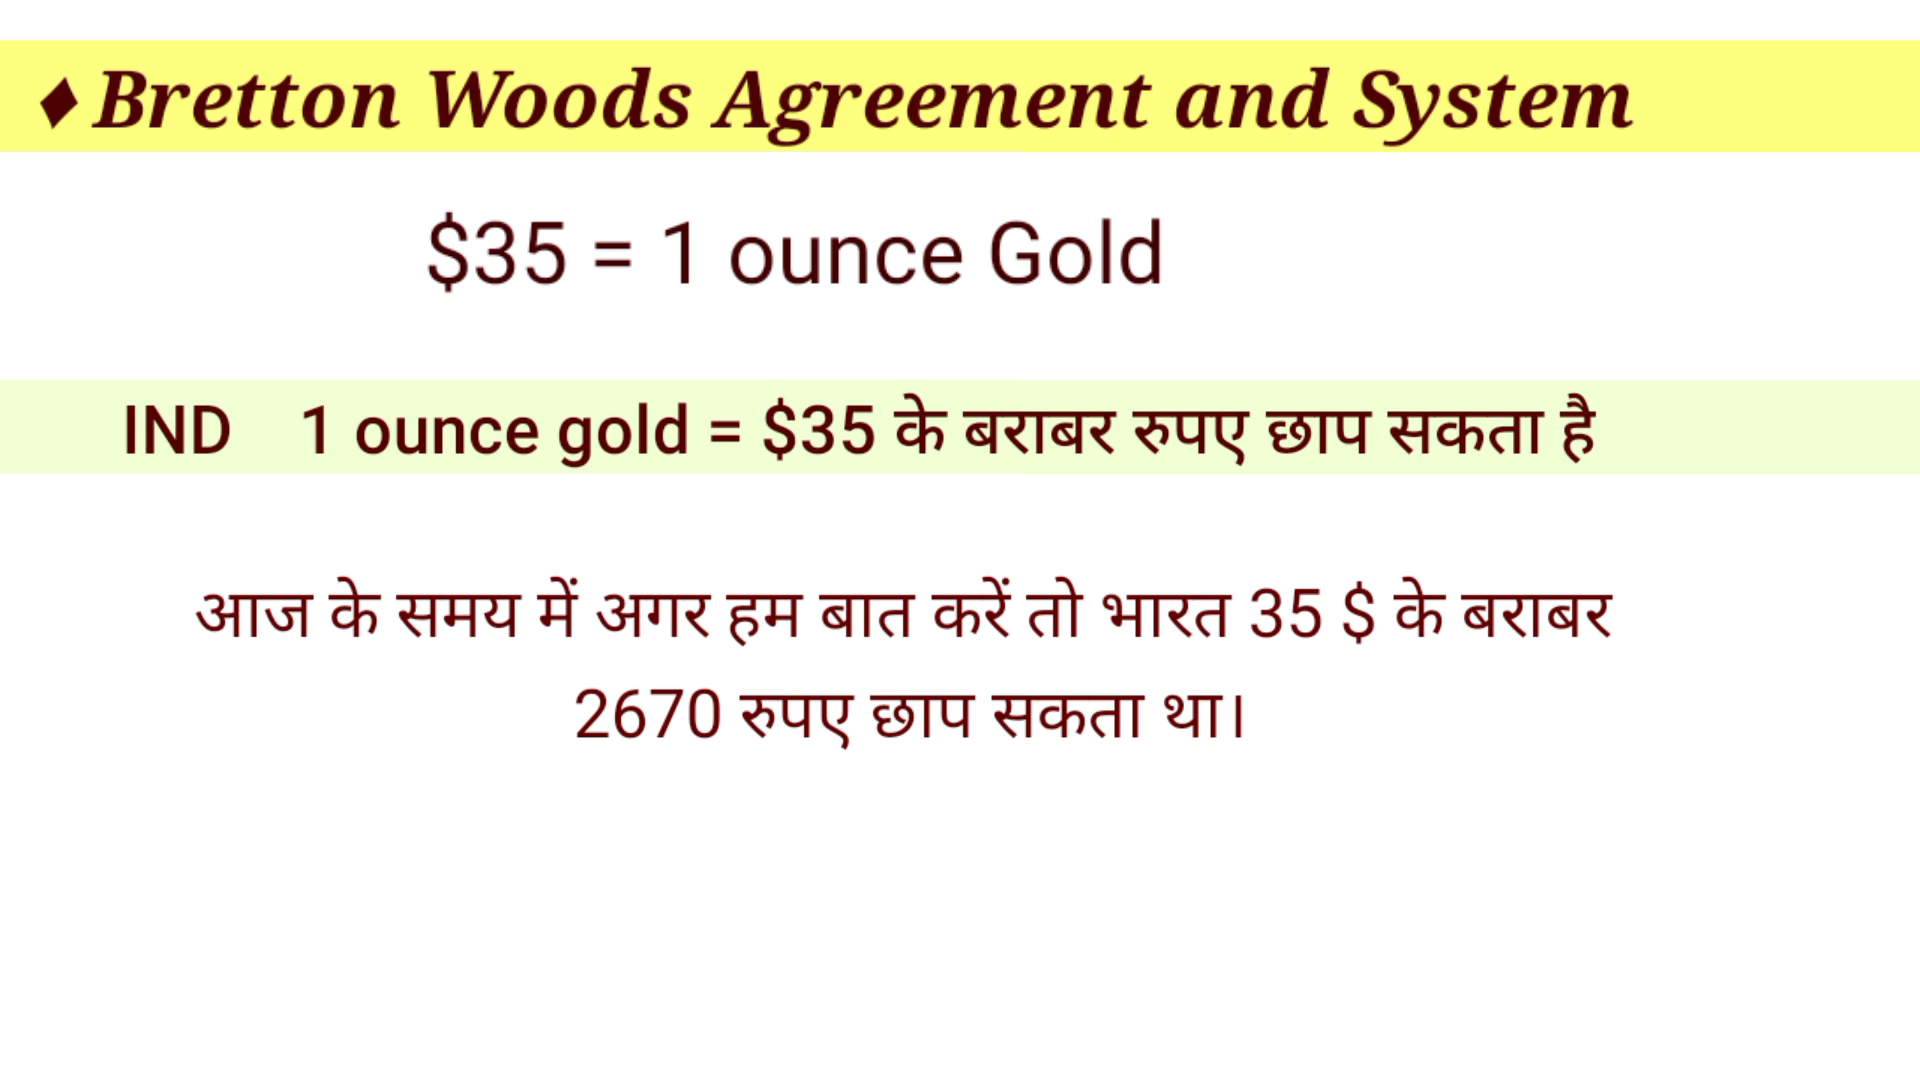 ♦ Bretton Woods Agreement and System
$35 = 1 ounce Gold
IND 1 ounce gold = $35 के बराबर रुपए छाप सकता है
आज के समय में अगर हम बात करें तो भारत 35 $ के बराबर
2670 रुपए छाप सकता था।